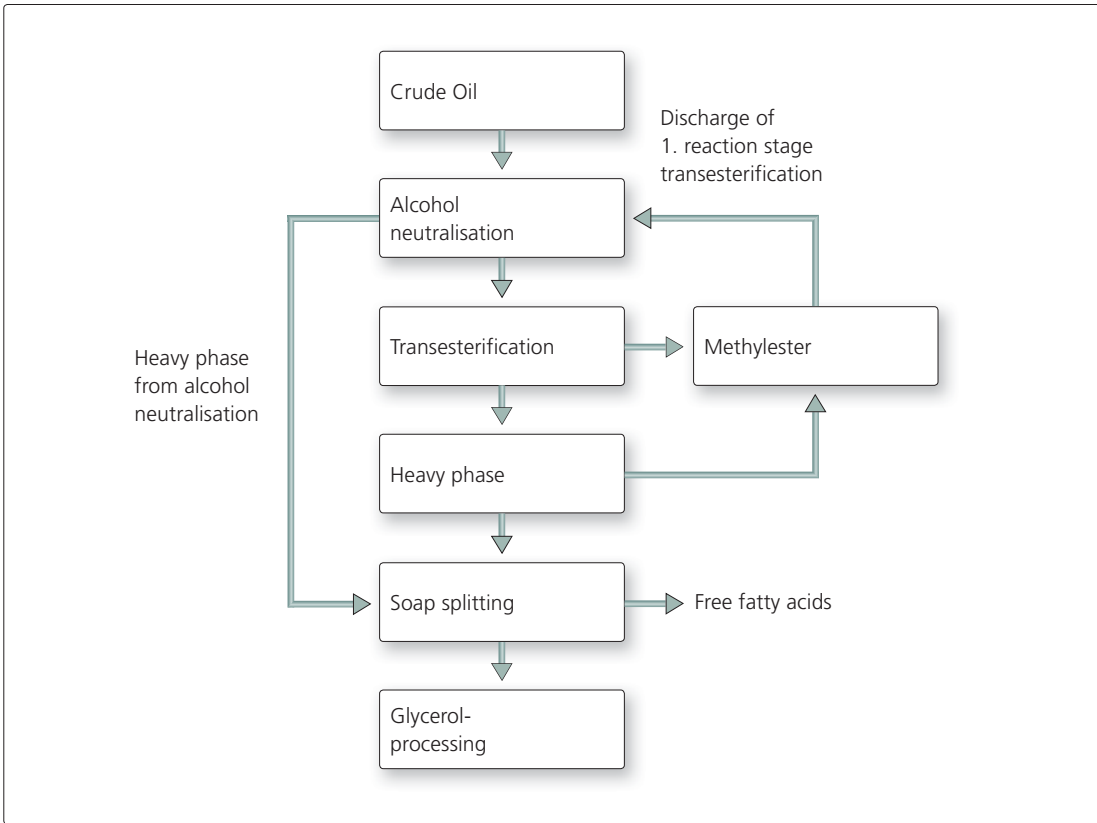 Crude Oil
Discharge of
1. reaction stage
transesterification
Alcohol
neutralisation
Transesterification
Methylester
Heavy phase
from alcohol
neutralisation
Heavy phase
Soap splitting
Free fatty acids
Glycerol-
processing